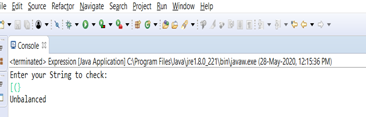 File Edit Source Refactor Navigate Search Project Run Window Help
Console
<terminated> Expression [Java Application] C:\Program Files\Java\jre1.8.0_221\bin\javaw.exe (28-May-2020, 12:15:36 PM)
Enter your String to check:
[(}
Unbalanced